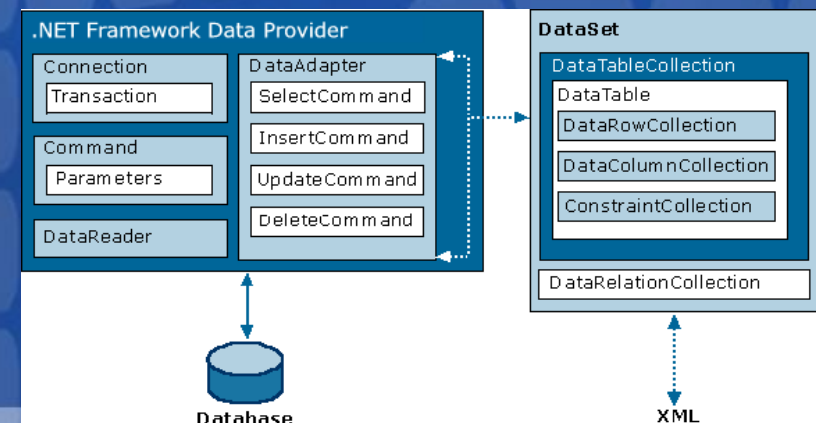 .NET Framework Data Provider
Connection
Transaction
Command
Parameters
DataReader
DataAdapter
SelectCommand
InsertCommand
UpdateCommand
DeleteCommand
Database
DataSet
DataTableCollection
DataTable
DataRowCollection
DataColumnCollection
ConstraintCollection
DataRelationCollection
XML